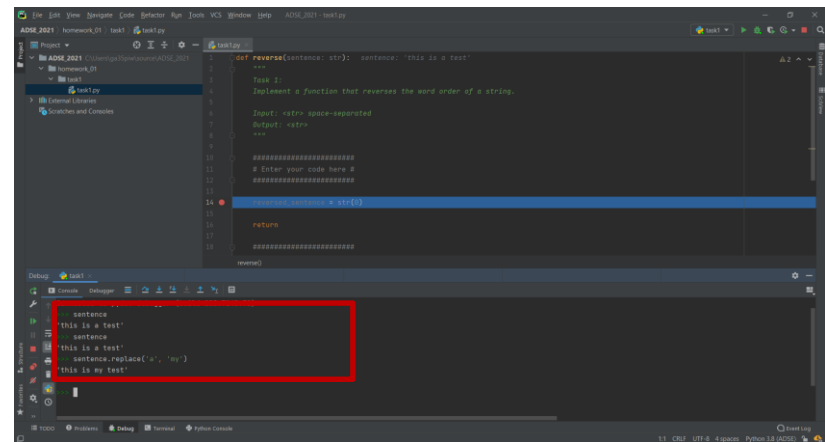 File Edit View Navigate Code Refactor Run Tools VCS Window Help ADSE_2021 - task1.py
ADSE_2021 homework_01 task1 task1.py task1
Project task1.py
ADSE_2021
homework_01
task1
task1.py
External Libraries
Scratches and Consoles
1 def reverse(sentence: str): sentence: 'this is a test'
2 """
3 Task 1:
4 Implement a function that reverses the word order of a string.
5
6 Input: <str> space-separated
7 Output: <str>
8 """
9
10 ########################
11 # Enter your code here #
12 ########################
13
14 reversed_sentence = str()
15
16 return
17
18 ########################
reverse()
Debug: task1
Console Debugger
>>> sentence
'this is a test'
>>> sentence
'this is a test'
>>> sentence.replace('a', 'my')
'this is my test'
>>>
TODO Problems Debug Terminal Python Console Event Log
1:1 CRLF UTF-8 4 spaces Python 3.8 (ADSE)
Project
Structure
Favorites
Database
SciView